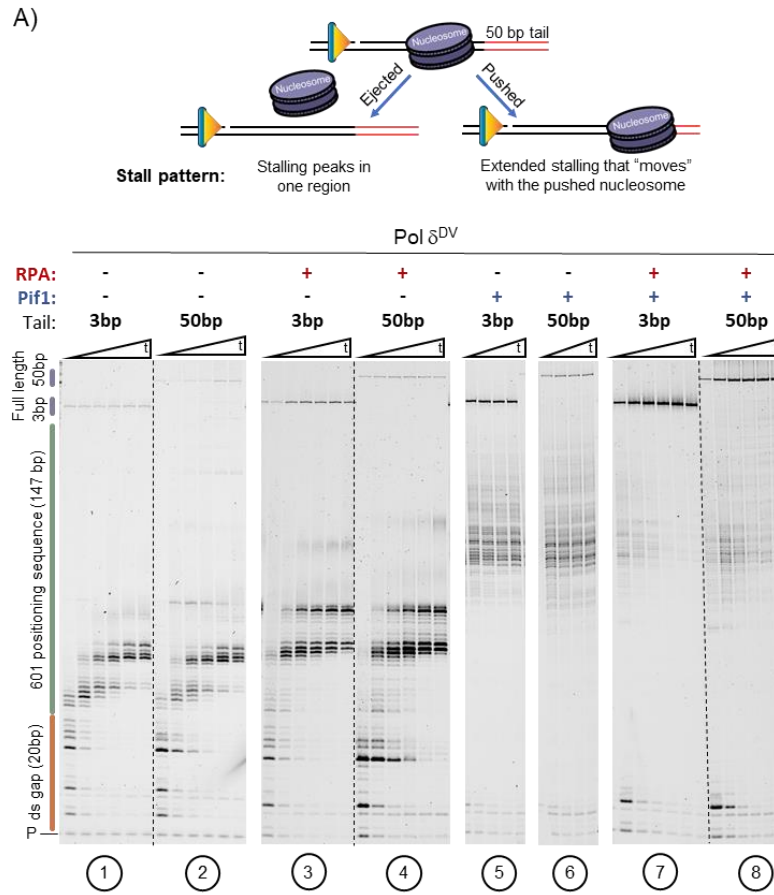 A)
Nucleosome
50 bp tail
Nucleosome
Ejected
Pushed
Nucleosome
Stall pattern:
Stalling peaks in
one region
Extended stalling that “moves”
with the pushed nucleosome
Pol δDV
RPA: - - + + - - + +
Pif1: - - - - + + + +
Tail: 3bp 50bp 3bp 50bp 3bp 50bp 3bp 50bp
t t t t t t t t
Full length
50bp
3bp
601 positioning sequence (147 bp)
ds gap (20bp)
P
1 2 3 4 5 6 7 8